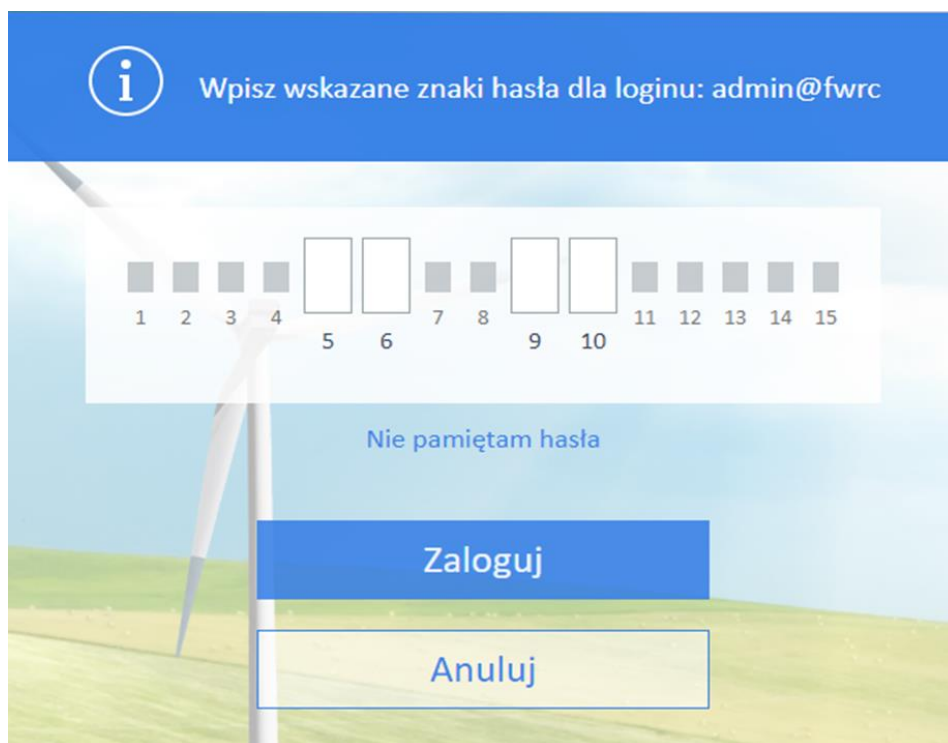 i Wpisz wskazane znaki hasła dla loginu: admin@fwrc
1 2 3 4 5 6 7 8 9 10 11 12 13 14 15
Nie pamiętam hasła
Zaloguj
Anuluj